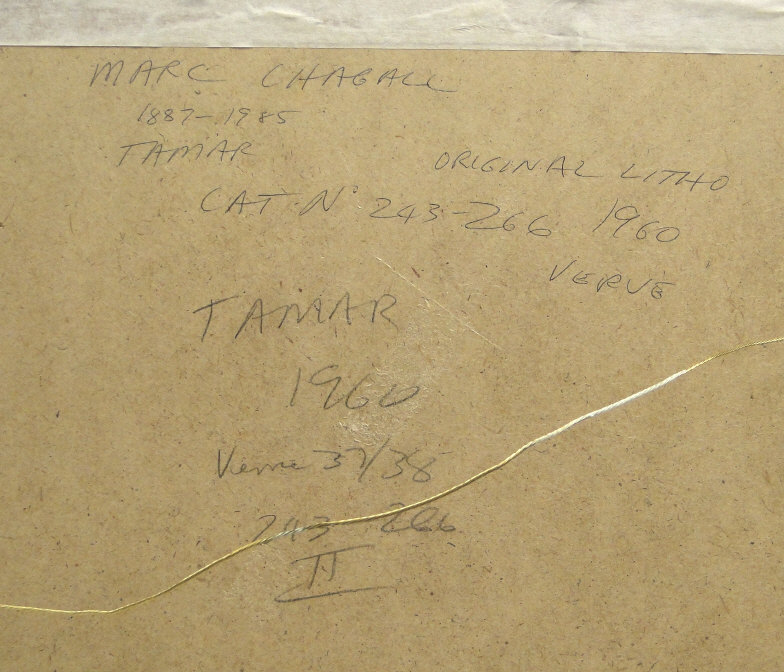 MARC CHAGALL
1887-1985
TAMAR ORIGINAL LITHO
CAT. No 243-266 1960
VERVE
TAMAR
1960
Verve 37/38
243 266
II